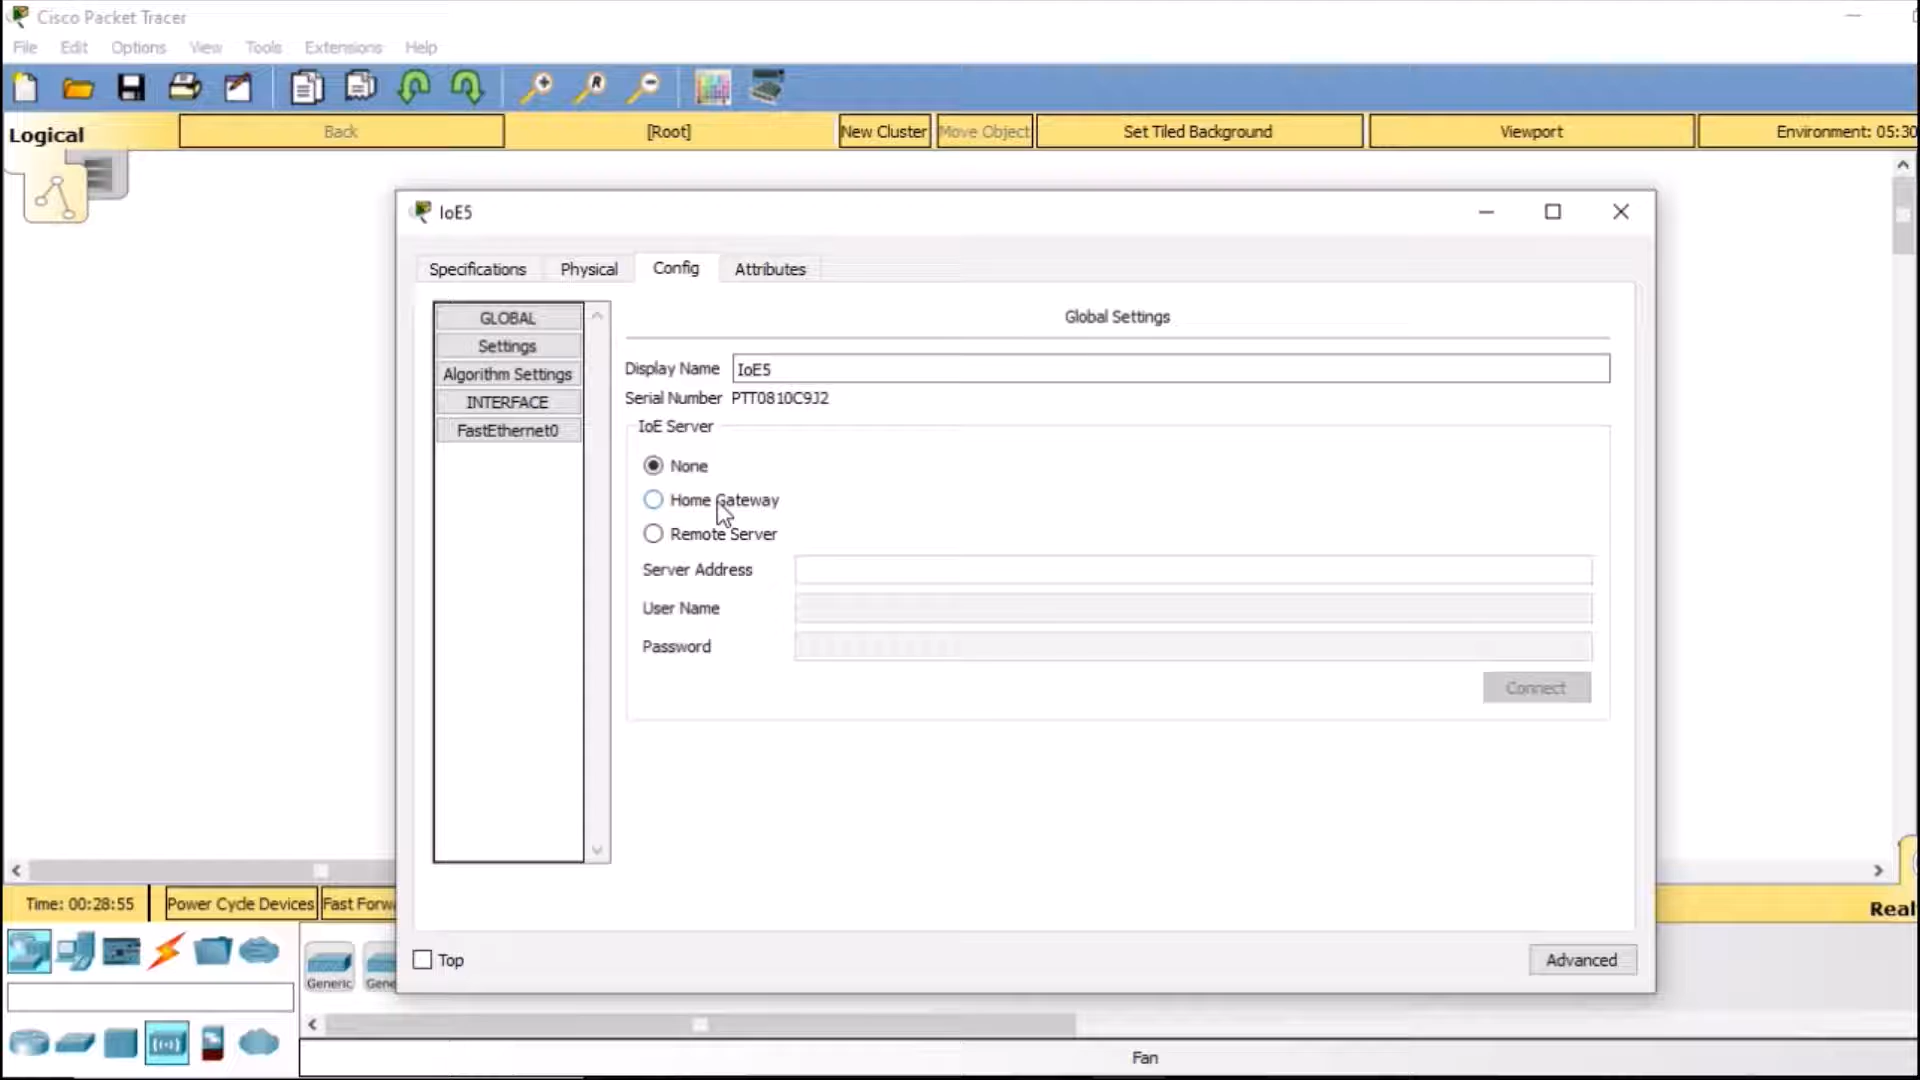 Cisco Packet Tracer
File Edit Options View Tools Extensions Help
Logical Back [Root] New Cluster Move Object Set Tiled Background Viewport Environment: 05:30
IoE5
Specifications Physical Config Attributes
GLOBAL
Settings
Algorithm Settings
INTERFACE
FastEthernet0
Global Settings
Display Name IoE5
Serial Number PTT0810C9J2
IoE Server
None
Home Gateway
Remote Server
Server Address
User Name
Password
Connect
Top Advanced
Time: 00:28:55 Power Cycle Devices Fast Forw
Real
Generic Gene
Fan